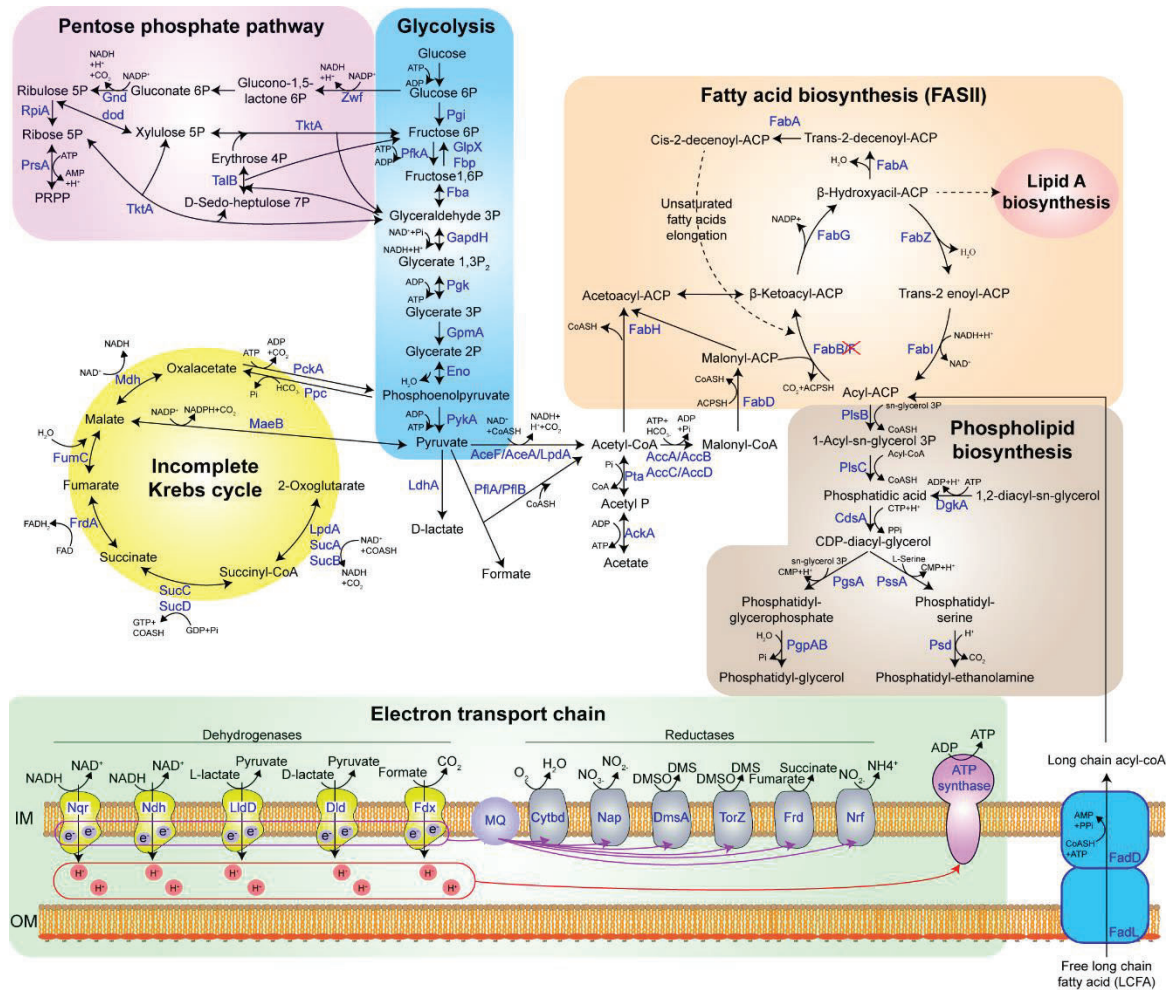 Pentose phosphate pathway
NADH
+H⁺
+CO₂
NADP⁺
Ribulose 5P
Gnd
dod
Gluconate 6P
Glucono-1,5-
lactone 6P
NADH
+H⁺
NADP⁺
Zwf
RpiA
Ribose 5P
Xylulose 5P
TktA
PrsA
ATP
AMP
+H⁺
Erythrose 4P
TalB
PRPP
TktA
D-Sedo-heptulose 7P
Glycolysis
Glucose
ATP
ADP
Glucose 6P
Pgi
Fructose 6P
ATP
ADP
PfkA
GlpX
Fbp
Fructose1,6P
Fba
Glyceraldehyde 3P
NAD⁺+Pi
NADH+H⁺
GapdH
Glycerate 1,3P₂
ADP
ATP
Pgk
Glycerate 3P
GpmA
Glycerate 2P
H₂O
Eno
Phosphoenolpyruvate
ADP
ATP
PykA
Pyruvate
NAD⁺
+CoASH
NADH+
H⁺+CO₂
AceF/AceA/LpdA
LdhA
D-lactate
PflA/PflB
CoASH
Formate
Incomplete
Krebs cycle
Oxalacetate
ATP
ADP
+CO₂
PckA
Ppc
Pi
HCO₃
NADH
NAD⁺
Mdh
Malate
NADP⁺
NADPH+CO₂
MaeB
H₂O
FumC
Fumarate
FrdA
FADH₂
FAD
Succinate
SucC
SucD
GTP+
COASH
GDP+Pi
Succinyl-CoA
2-Oxoglutarate
LpdA
SucA
SucB
NAD⁺
+COASH
NADH
+CO₂
Acetyl-CoA
ATP+
HCO₃-
ADP
+Pi
AccA/AccB
AccC/AccD
Malonyl-CoA
Pi
CoA
Pta
Acetyl P
ADP
ATP
AckA
Acetate
Fatty acid biosynthesis (FASII)
FabA
Cis-2-decenoyl-ACP
Trans-2-decenoyl-ACP
H₂O
FabA
β-Hydroxyacil-ACP
Lipid A
biosynthesis
Unsaturated
fatty acids
elongation
NADP+
FabG
FabZ
H₂O
Acetoacyl-ACP
β-Ketoacyl-ACP
Trans-2 enoyl-ACP
CoASH
FabH
Malonyl-ACP
CoASH
ACPSH
FabD
FabB/F
CO₂+ACPSH
FabI
NADH+H⁺
NAD⁺
Acyl-ACP
Phospholipid
biosynthesis
PlsB
sn-glycerol 3P
CoASH
1-Acyl-sn-glycerol 3P
PlsC
Acyl-CoA
CoASH
Phosphatidic acid
ADP+H⁺
ATP
DgkA
1,2-diacyl-sn-glycerol
CdsA
CTP+H⁺
PPi
CDP-diacyl-glycerol
sn-glycerol 3P
CMP+H⁺
PgsA
L-Serine
PssA
CMP+H⁺
Phosphatidyl-
glycerophosphate
Phosphatidyl-
serine
H₂O
Pi
PgpAB
Psd
H⁺
CO₂
Phosphatidyl-glycerol
Phosphatidyl-ethanolamine
Electron transport chain
Dehydrogenases
Reductases
NADH
NAD⁺
NADH
NAD⁺
L-lactate
Pyruvate
D-lactate
Pyruvate
Formate
CO₂
O₂
H₂O
NO₃-
NO₂-
DMSO
DMS
DMSO
DMS
Fumarate
Succinate
NO₂-
NH4⁺
ADP
ATP
ATP
synthase
IM
Nqr
Ndh
LldD
Dld
Fdx
MQ
Cytbd
Nap
DmsA
TorZ
Frd
Nrf
e⁻ e⁻ e⁻ e⁻ e⁻ e⁻ e⁻ e⁻ e⁻ e⁻
H⁺ H⁺ H⁺ H⁺ H⁺
H⁺ H⁺ H⁺ H⁺ H⁺
OM
Long chain acyl-coA
AMP
+PPi
CoASH
+ATP
FadD
FadL
Free long chain
fatty acid (LCFA)